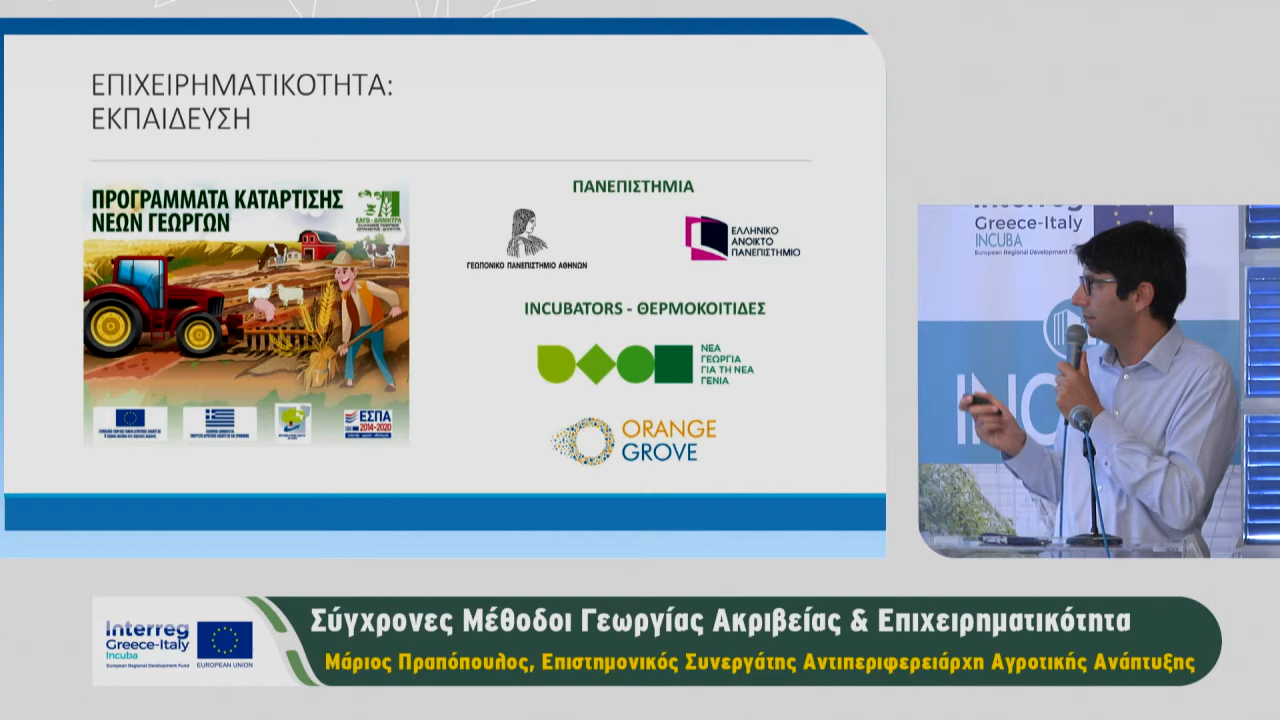 ΕΠΙΧΕΙΡΗΜΑΤΙΚΟΤΗΤΑ:
ΕΚΠΑΙΔΕΥΣΗ
ΠΡΟΓΡΑΜΜΑΤΑ ΚΑΤΑΡΤΙΣΗΣ
ΝΕΩΝ ΓΕΩΡΓΩΝ
ΕΛΓΟ-ΔΗΜΗΤΡΑ
ΕΣΠΑ
2014-2020
ΠΑΝΕΠΙΣΤΗΜΙΑ
ΓΕΩΠΟΝΙΚΟ ΠΑΝΕΠΙΣΤΗΜΙΟ ΑΘΗΝΩΝ
ΕΛΛΗΝΙΚΟ
ΑΝΟΙΚΤΟ
ΠΑΝΕΠΙΣΤΗΜΙΟ
INCUBATORS - ΘΕΡΜΟΚΟΙΤΙΔΕΣ
ΝΕΑ
ΓΕΩΡΓΙΑ
ΓΙΑ ΤΗ ΝΕΑ
ΓΕΝΙΑ
ORANGE
GROVE
Interreg
Greece-Italy
INCUBA
European Regional Development
INC
Interreg
Greece-Italy
Incuba
European Regional Development Fund
EUROPEAN UNION
Σύγχρονες Μέθοδοι Γεωργίας Ακριβείας & Επιχειρηματικότητα
Μάριος Πραπόπουλος, Επιστημονικός Συνεργάτης Αντιπεριφερειάρχη Αγροτικής Ανάπτυξης